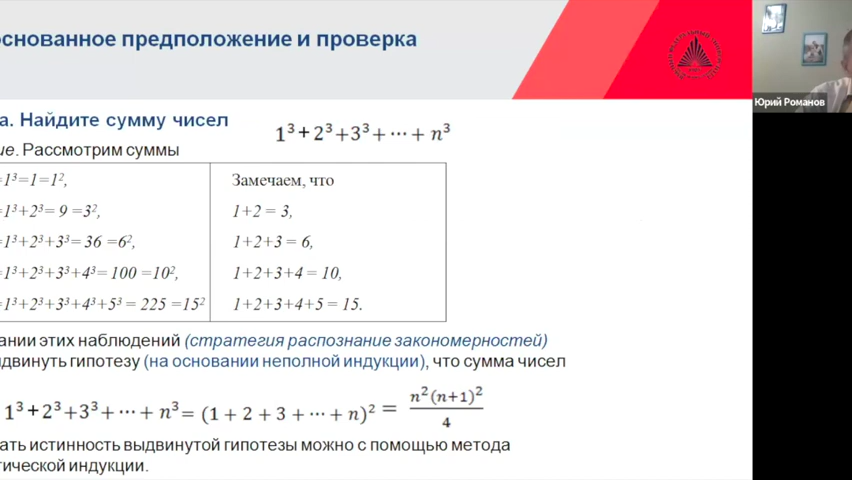 основанное предположение и проверка
Юрий Романов
а. Найдите сумму чисел 1³+2³+3³+⋯+n³
ие. Рассмотрим суммы
=1³=1=1², Замечаем, что
=1³+2³= 9 =3², 1+2 = 3,
=1³+2³+3³= 36 =6², 1+2+3 = 6,
=1³+2³+3³+4³= 100 =10², 1+2+3+4 = 10,
=1³+2³+3³+4³+5³ = 225 =15² 1+2+3+4+5 = 15.
ании этих наблюдений (стратегия распознание закономерностей)
ıдвинуть гипотезу (на основании неполной индукции), что сумма чисел
1³+2³+3³+⋯+n³= (1+2+3+⋯+n)² = n²(n+1)²/4
ать истинность выдвинутой гипотезы можно с помощью метода
тической индукции.